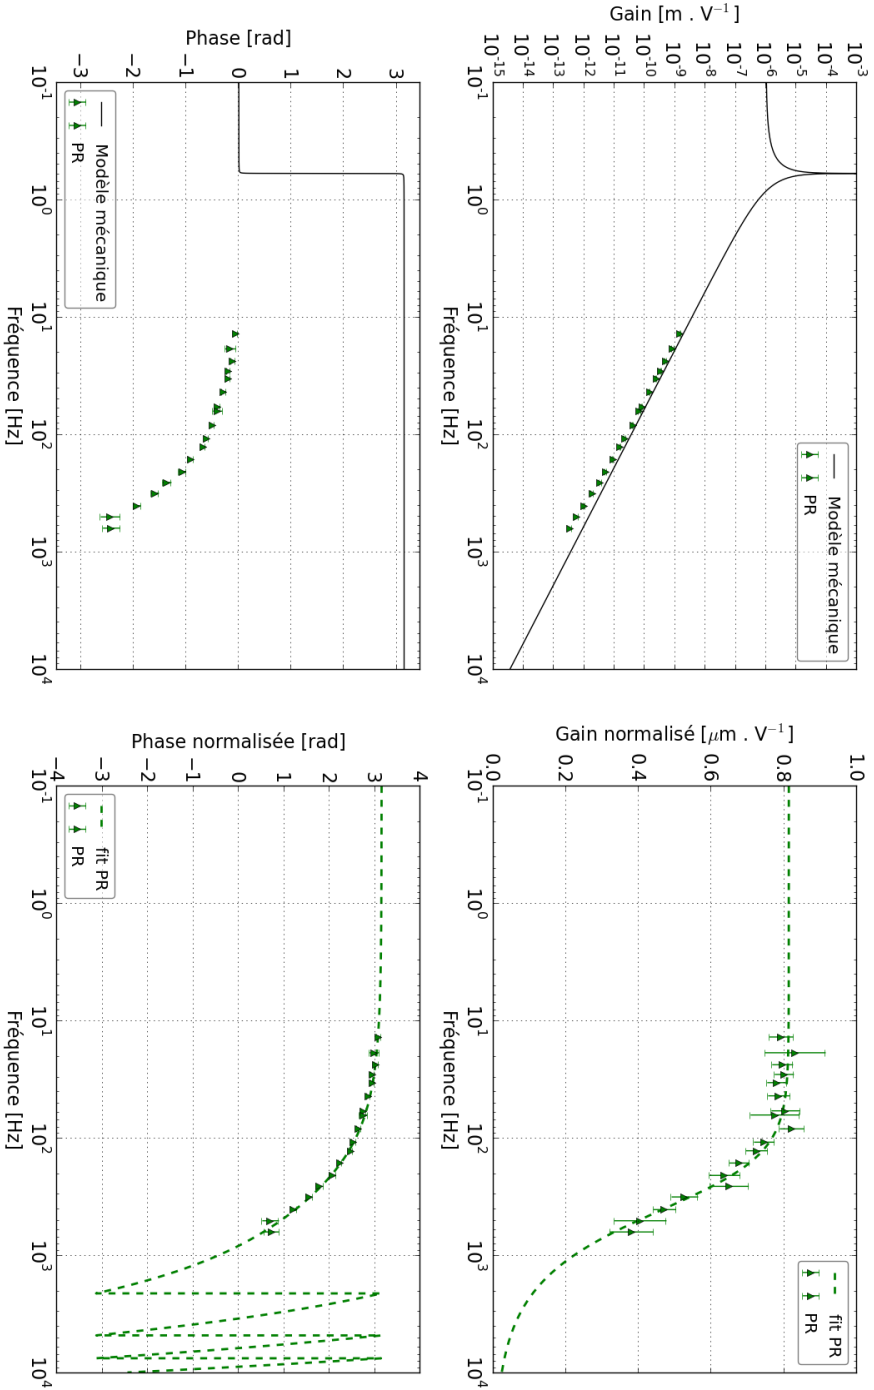 Gain [m . V⁻¹]
10⁻³
10⁻⁴
10⁻⁵
10⁻⁶
10⁻⁷
10⁻⁸
10⁻⁹
10⁻¹⁰
10⁻¹¹
10⁻¹²
10⁻¹³
10⁻¹⁴
10⁻¹⁵
10⁻¹ 10⁰ 10¹ 10² 10³ 10⁴
Fréquence [Hz]
Modèle mécanique
PR
Gain normalisé [μm . V⁻¹]
1.0
0.8
0.6
0.4
0.2
0.0
10⁻¹ 10⁰ 10¹ 10² 10³ 10⁴
Fréquence [Hz]
fit PR
PR
Phase [rad]
3
2
1
0
−1
−2
−3
10⁻¹ 10⁰ 10¹ 10² 10³ 10⁴
Fréquence [Hz]
Modèle mécanique
PR
Phase normalisée [rad]
4
3
2
1
0
−1
−2
−3
−4
10⁻¹ 10⁰ 10¹ 10² 10³ 10⁴
Fréquence [Hz]
fit PR
PR